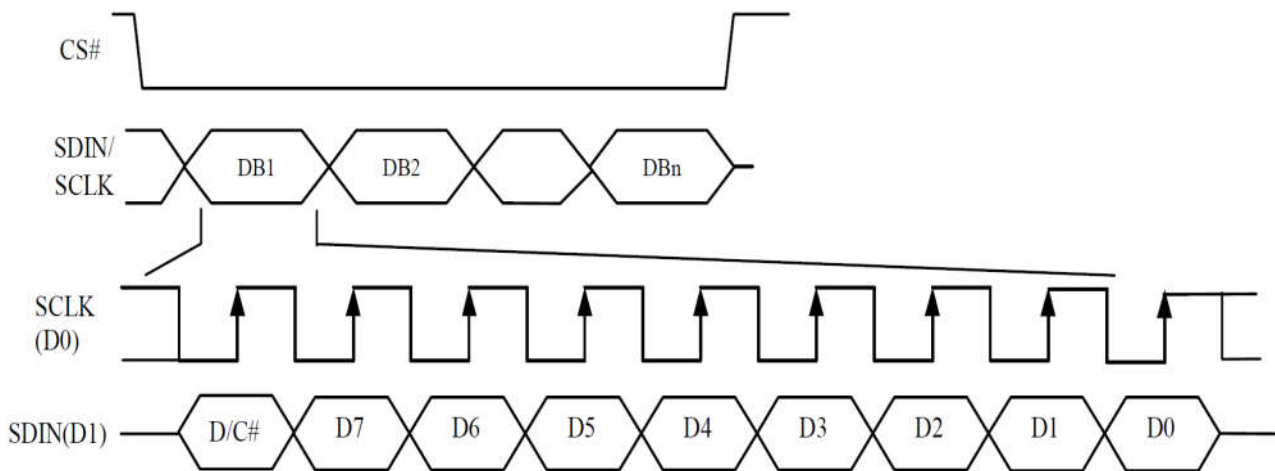 CS#
SDIN/
SCLK
DB1 DB2 DBn
SCLK
(D0)
SDIN(D1) D/C# D7 D6 D5 D4 D3 D2 D1 D0